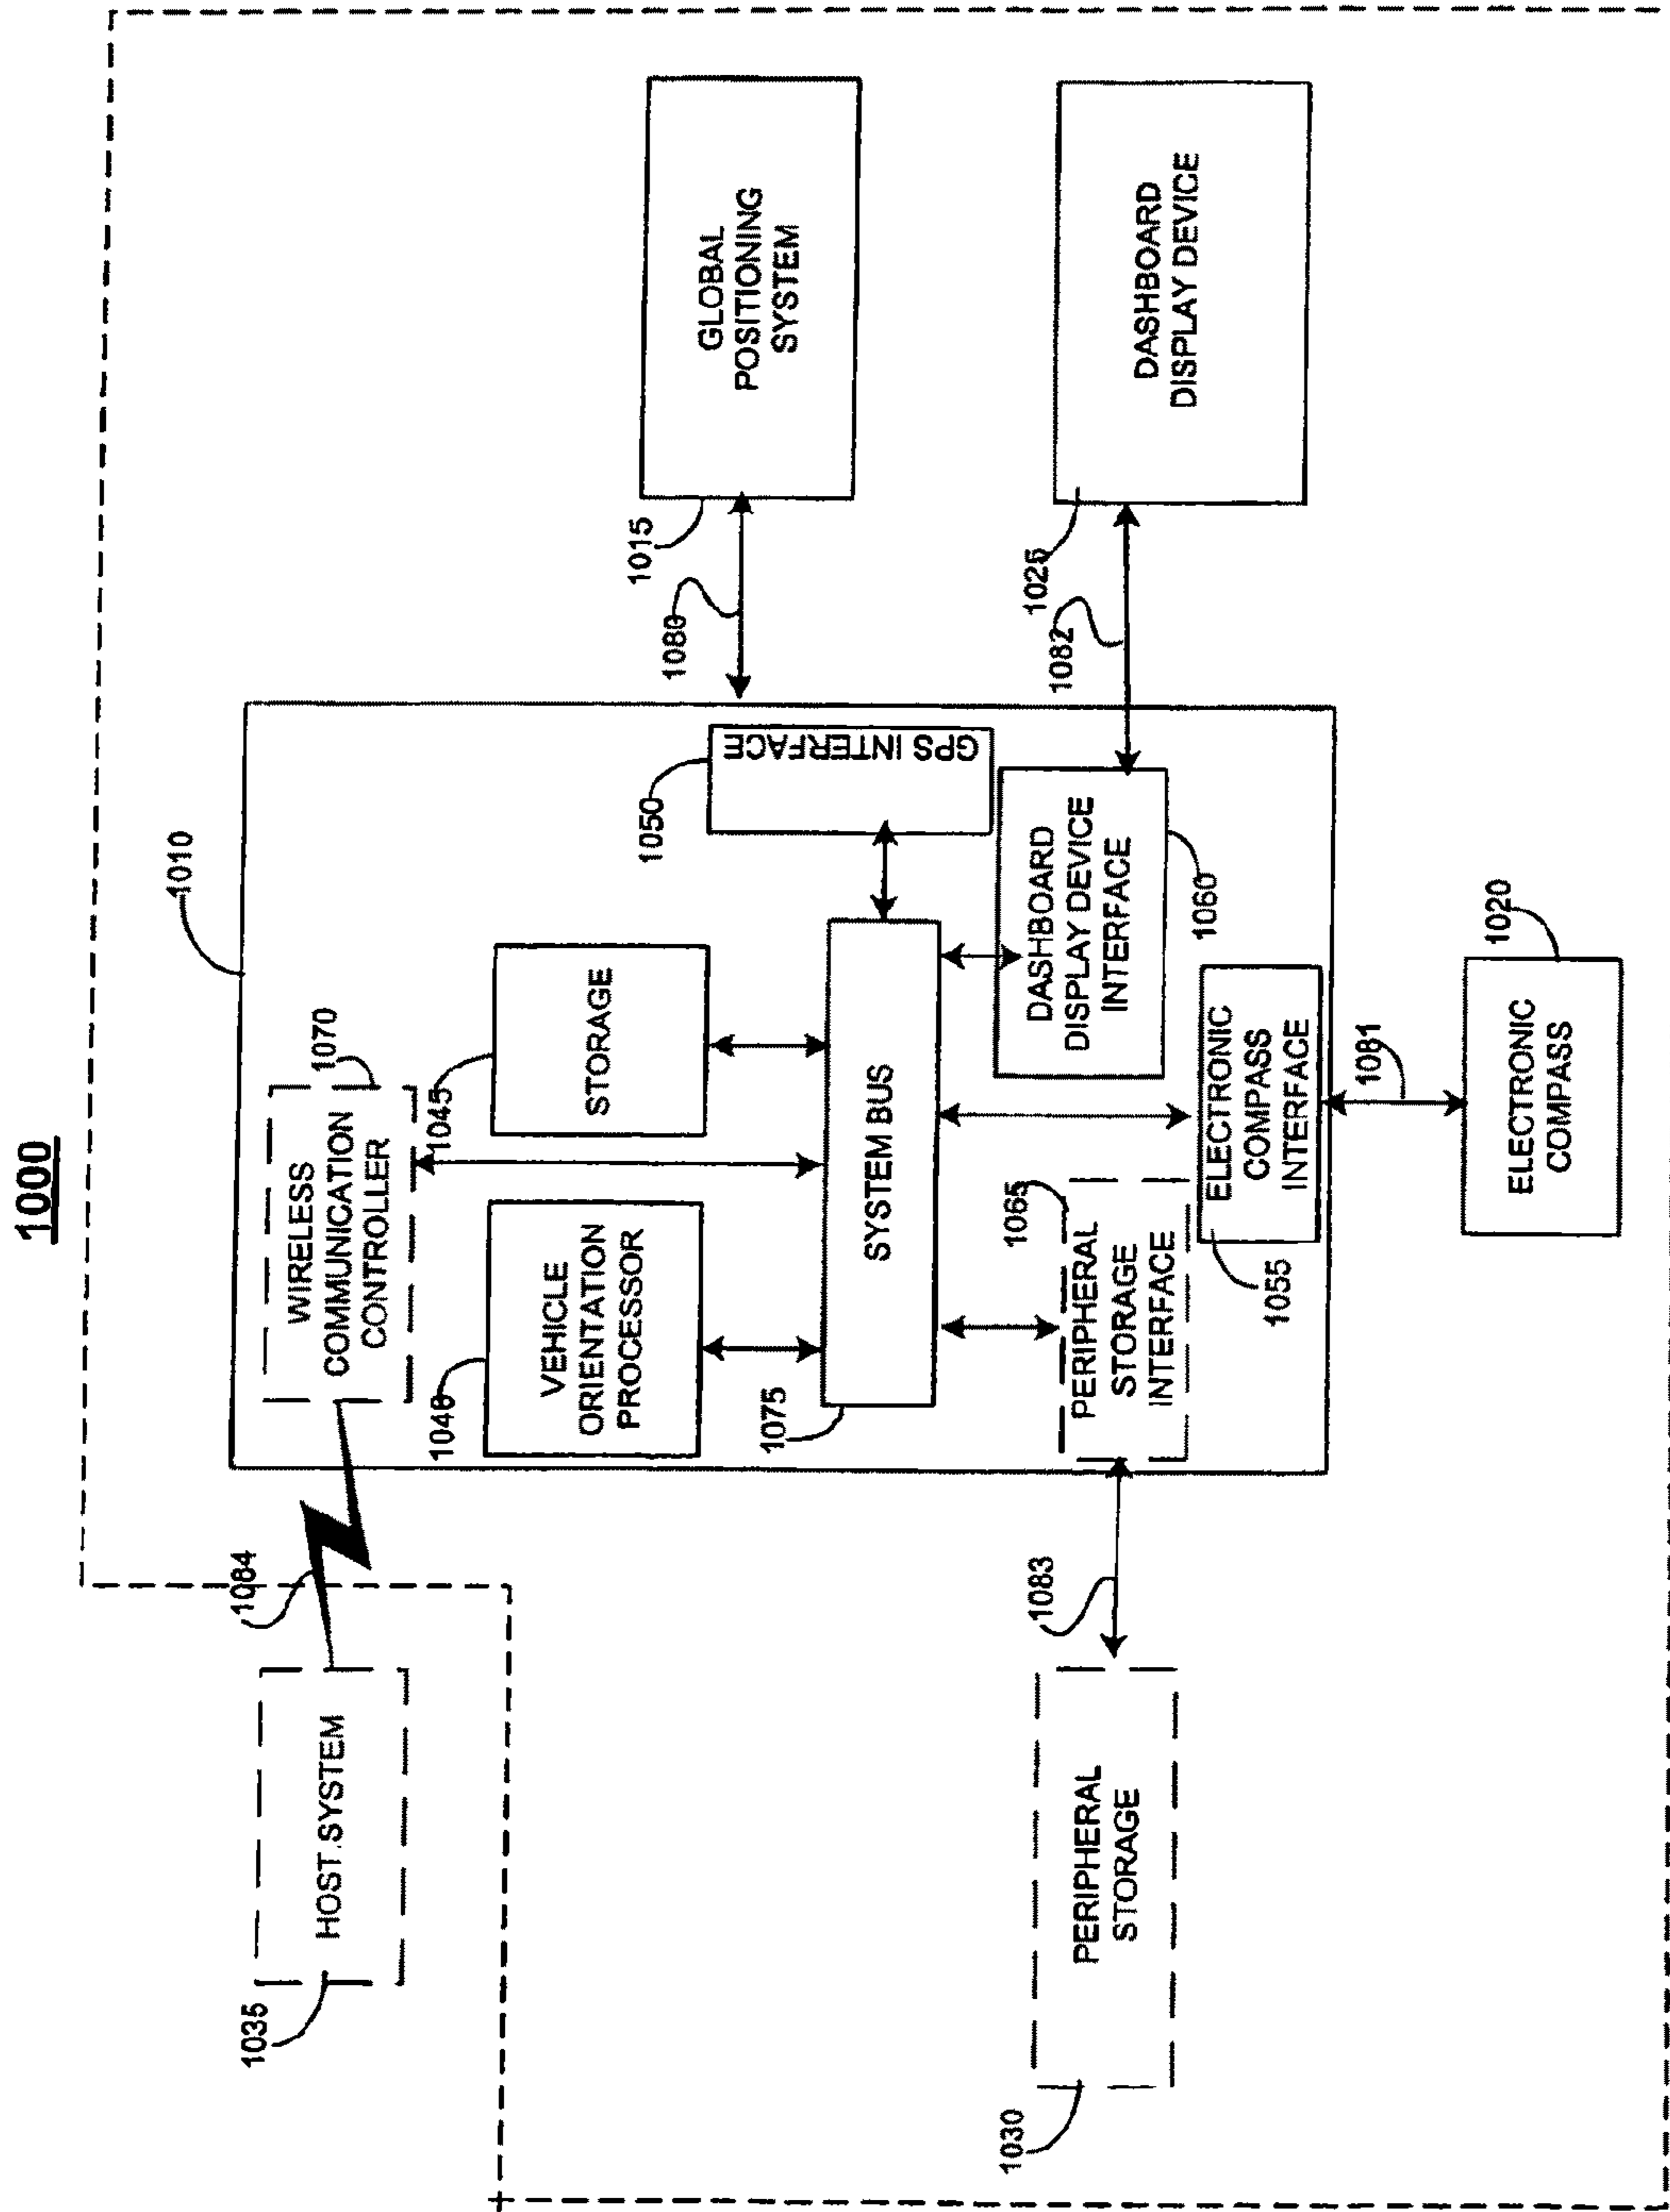 1000
1010
1084
1035
HOST SYSTEM
WIRELESS
COMMUNICATION
CONTROLLER
1070
1045
STORAGE
1040
VEHICLE
ORIENTATION
PROCESSOR
1050
GPS INTERFACE
1080
1015
GLOBAL
POSITIONING
SYSTEM
1075
SYSTEM BUS
1082
1025
DASHBOARD
DISPLAY DEVICE
DASHBOARD
DISPLAY DEVICE
INTERFACE
1060
1065
PERIPHERAL
STORAGE
INTERFACE
1083
1030
PERIPHERAL
STORAGE
ELECTRONIC
COMPASS
INTERFACE
1055
1081
1020
ELECTRONIC
COMPASS